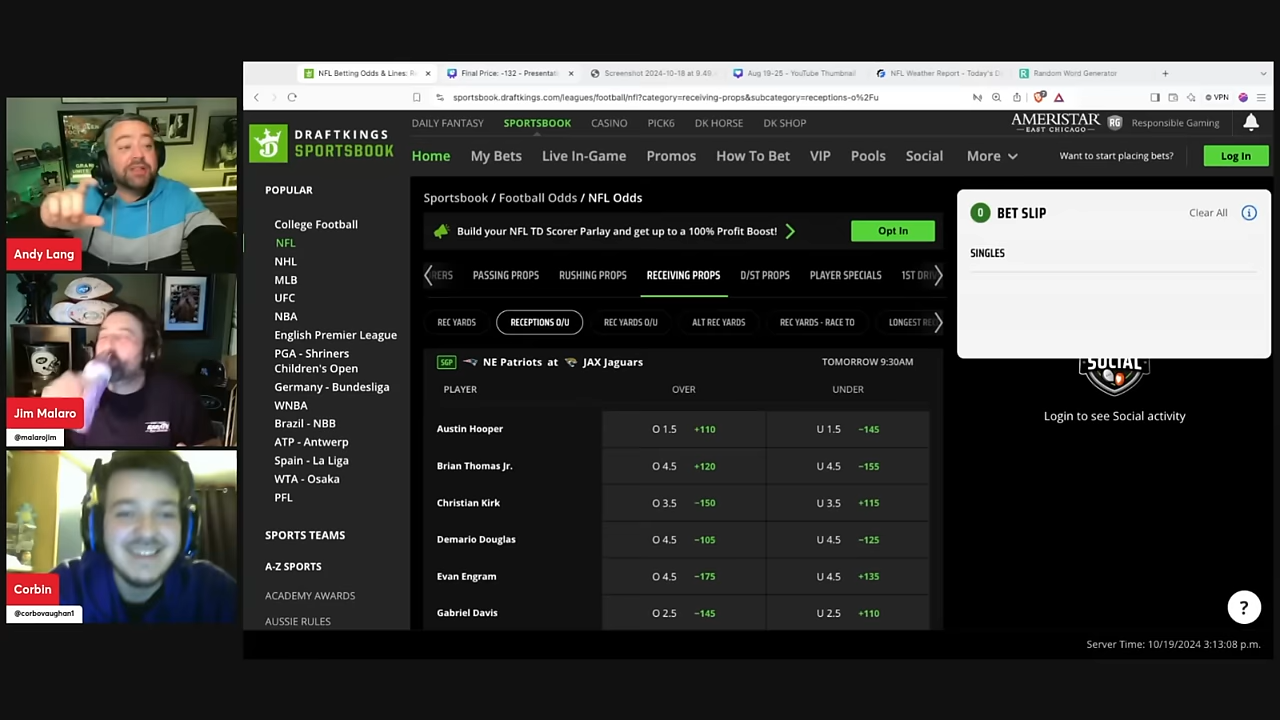 NFL Betting Odds & Lines: R
Final Price: -132 - Presentat
Screenshot 2024-10-18 at 9.49
Aug 19-25 - YouTube Thumbnail
NFL Weather Report - Today's D
Random Word Generator
sportsbook.draftkings.com/leagues/football/nfl?category=receiving-props&subcategory=receptions-o%2Fu
VPN
DRAFTKINGS
SPORTSBOOK
DAILY FANTASY SPORTSBOOK CASINO PICK6 DK HORSE DK SHOP
AMERISTAR
EAST CHICAGO
RG Responsible Gaming
Home My Bets Live In-Game Promos How To Bet VIP Pools Social More
Want to start placing bets? Log In
POPULAR
College Football
NFL
NHL
MLB
UFC
NBA
English Premier League
PGA - Shriners
Children's Open
Germany - Bundesliga
WNBA
Brazil - NBB
ATP - Antwerp
Spain - La Liga
WTA - Osaka
PFL
SPORTS TEAMS
A-Z SPORTS
ACADEMY AWARDS
AUSSIE RULES
Sportsbook / Football Odds / NFL Odds
Build your NFL TD Scorer Parlay and get up to a 100% Profit Boost! Opt In
ERS PASSING PROPS RUSHING PROPS RECEIVING PROPS D/ST PROPS PLAYER SPECIALS 1ST DRIV
REC YARDS RECEPTIONS O/U REC YARDS O/U ALT REC YARDS REC YARDS - RACE TO LONGEST REC
SGP NE Patriots at JAX Jaguars TOMORROW 9:30AM
PLAYER OVER UNDER
Austin Hooper O 1.5 +110 U 1.5 −145
Brian Thomas Jr. O 4.5 +120 U 4.5 −155
Christian Kirk O 3.5 −150 U 3.5 +115
Demario Douglas O 4.5 −105 U 4.5 −125
Evan Engram O 4.5 −175 U 4.5 +135
Gabriel Davis O 2.5 −145 U 2.5 +110
0 BET SLIP Clear All
SINGLES
SOCIAL
Login to see Social activity
?
Server Time: 10/19/2024 3:13:08 p.m.
Andy Lang
Jim Malaro
@malarojim
Corbin
@corbovaughan1